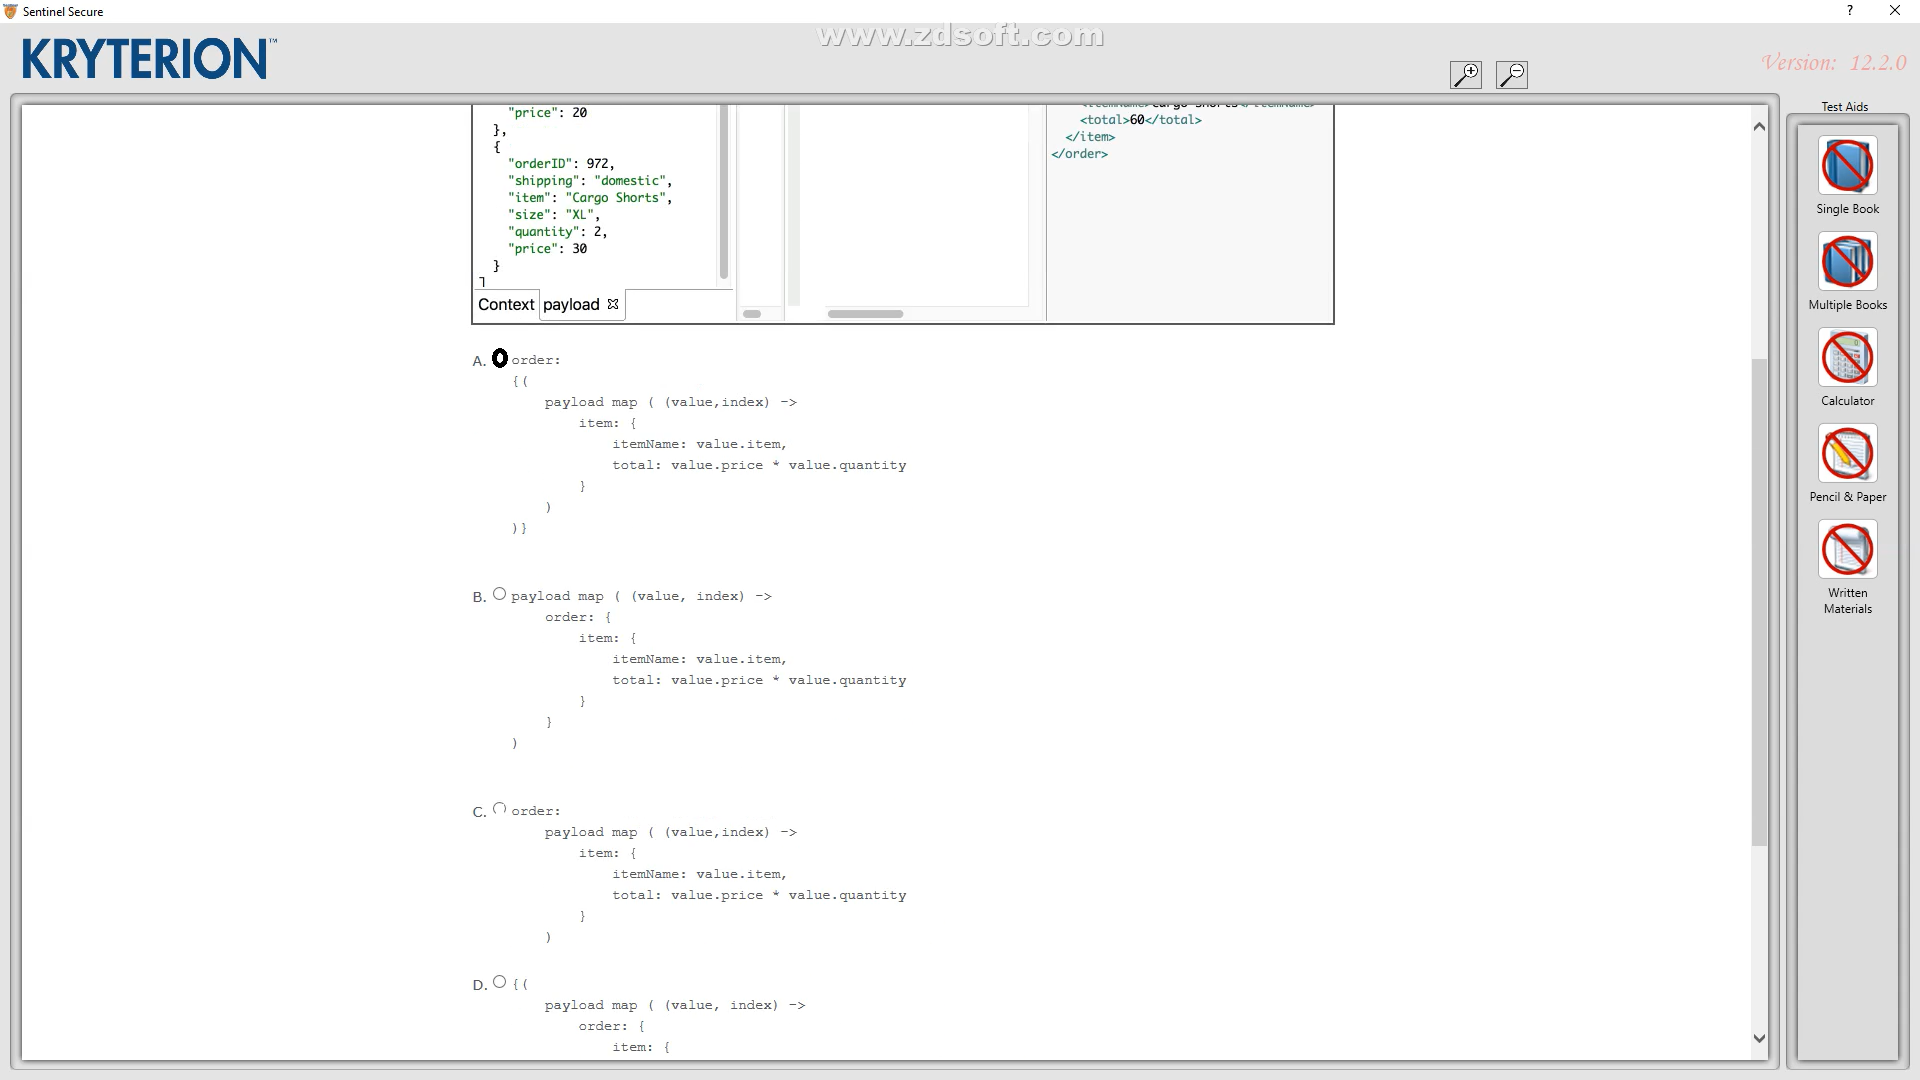 Sentinel Secure
?
www.zdsoft.com
KRYTERION™
Version: 12.2.0
Test Aids
Single Book
Multiple Books
Calculator
Pencil & Paper
Written
Materials
"price": 20
},
{
"orderID": 972,
"shipping": "domestic",
"item": "Cargo Shorts",
"size": "XL",
"quantity": 2,
"price": 30
}
]
Context payload
<itemName>Cargo Shorts</itemName>
<total>60</total>
</item>
</order>
A. order:
{(
payload map ( (value,index) ->
item: {
itemName: value.item,
total: value.price * value.quantity
}
)
)}
B. payload map ( (value, index) ->
order: {
item: {
itemName: value.item,
total: value.price * value.quantity
}
}
)
C. order:
payload map ( (value,index) ->
item: {
itemName: value.item,
total: value.price * value.quantity
}
)
D. {(
payload map ( (value, index) ->
order: {
item: {